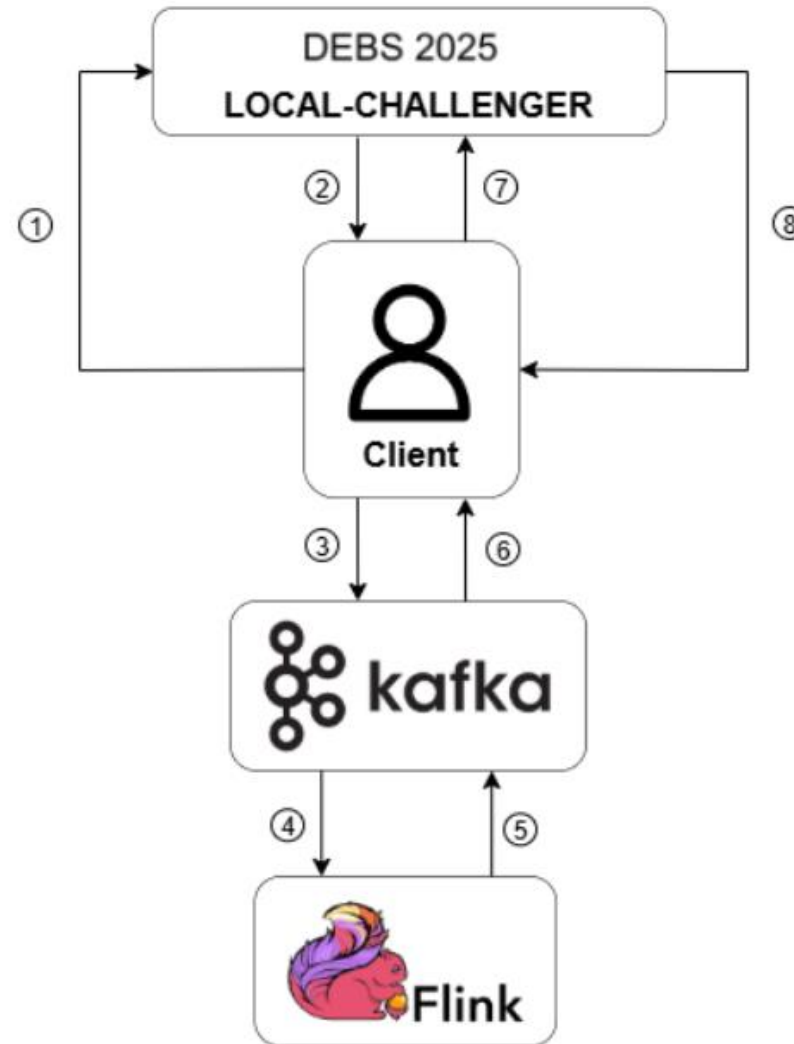 DEBS 2025
LOCAL-CHALLENGER
② ⑦
① ⑧
Client
③ ⑥
kafka
④ ⑤
Flink